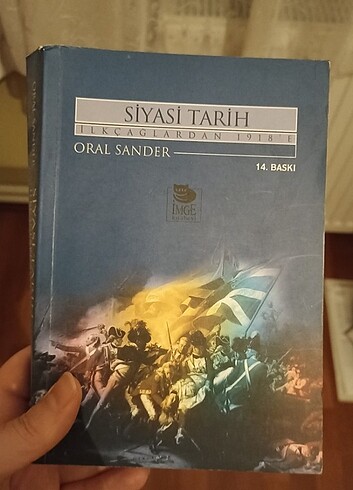 SİYASİ TARİH
İLKÇAĞLARDAN 1918'E
ORAL SANDER
14. BASKI
İMGE